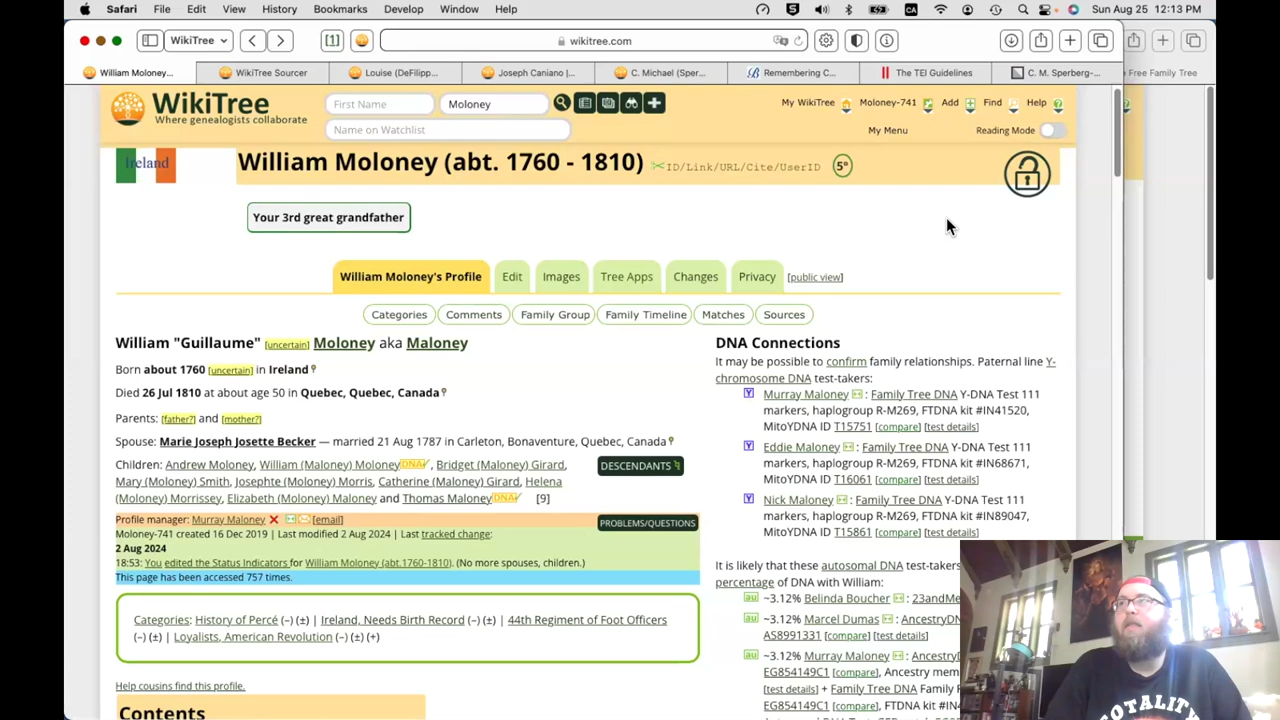 Safari File Edit View History Bookmarks Develop Window Help Sun Aug 25 12:13 PM
WikiTree [1] wikitree.com
William Moloney... WikiTree Sourcer Louise (DeFilipp... Joseph Caniano |... C. Michael (Sper... Remembering C... The TEI Guidelines C. M. Sperberg-... e Free Family Tree
WikiTree
Where genealogists collaborate
First Name Moloney
Name on Watchlist
My WikiTree Moloney-741 Add Find Help
My Menu Reading Mode
Ireland
William Moloney (abt. 1760 - 1810) ID/Link/URL/Cite/UserID 5°
Your 3rd great grandfather
William Moloney's Profile Edit Images Tree Apps Changes Privacy [public view]
Categories Comments Family Group Family Timeline Matches Sources
William "Guillaume" [uncertain] Moloney aka Maloney
Born about 1760 [uncertain] in Ireland
Died 26 Jul 1810 at about age 50 in Quebec, Quebec, Canada
Parents: [father?] and [mother?]
Spouse: Marie Joseph Josette Becker — married 21 Aug 1787 in Carleton, Bonaventure, Quebec, Canada
Children: Andrew Moloney, William (Maloney) Moloney DNA, Bridget (Maloney) Girard,
Mary (Moloney) Smith, Josephte (Moloney) Morris, Catherine (Maloney) Girard, Helena
(Moloney) Morrissey, Elizabeth (Moloney) Maloney and Thomas Maloney DNA [9]
DESCENDANTS
Profile manager: Murray Maloney [email]
PROBLEMS/QUESTIONS
Moloney-741 created 16 Dec 2019 | Last modified 2 Aug 2024 | Last tracked change:
2 Aug 2024
18:53: You edited the Status Indicators for William Moloney (abt.1760-1810). (No more spouses, children.)
This page has been accessed 757 times.
Categories: History of Percé (−) (±) | Ireland, Needs Birth Record (−) (±) | 44th Regiment of Foot Officers
(−) (±) | Loyalists, American Revolution (−) (±) (+)
Help cousins find this profile.
Contents
DNA Connections
It may be possible to confirm family relationships. Paternal line Y-
chromosome DNA test-takers:
Y Murray Maloney : Family Tree DNA Y-DNA Test 111
markers, haplogroup R-M269, FTDNA kit #IN41520,
MitoYDNA ID T15751 [compare] [test details]
Y Eddie Maloney : Family Tree DNA Y-DNA Test 111
markers, haplogroup R-M269, FTDNA kit #IN68671,
MitoYDNA ID T16061 [compare] [test details]
Y Nick Maloney : Family Tree DNA Y-DNA Test 111
markers, haplogroup R-M269, FTDNA kit #IN89047,
MitoYDNA ID T15861 [compare] [test details]
It is likely that these autosomal DNA test-takers
percentage of DNA with William:
au ~3.12% Belinda Boucher : 23andMe
au ~3.12% Marcel Dumas : AncestryDN
AS8991331 [compare] [test details]
au ~3.12% Murray Maloney : AncestryD
EG854149C1 [compare], Ancestry mem
[test details] + Family Tree DNA Family F
EG854149C1 [compare], FTDNA kit #IN4
TOTALITY